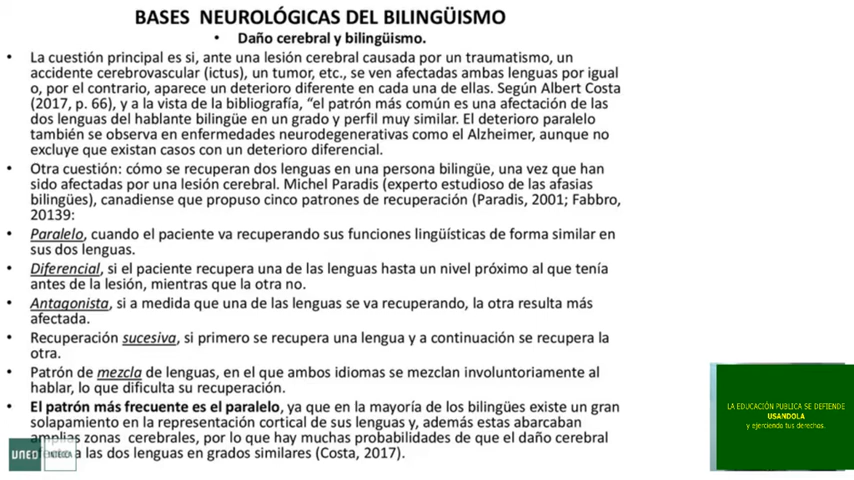 BASES NEUROLÓGICAS DEL BILINGÜISMO
• Daño cerebral y bilingüismo.
• La cuestión principal es si, ante una lesión cerebral causada por un traumatismo, un
accidente cerebrovascular (ictus), un tumor, etc., se ven afectadas ambas lenguas por igual
o, por el contrario, aparece un deterioro diferente en cada una de ellas. Según Albert Costa
(2017, p. 66), y a la vista de la bibliografía, “el patrón más común es una afectación de las
dos lenguas del hablante bilingüe en un grado y perfil muy similar. El deterioro paralelo
también se observa en enfermedades neurodegenerativas como el Alzheimer, aunque no
excluye que existan casos con un deterioro diferencial.
• Otra cuestión: cómo se recuperan dos lenguas en una persona bilingüe, una vez que han
sido afectadas por una lesión cerebral. Michel Paradis (experto estudioso de las afasias
bilingües), canadiense que propuso cinco patrones de recuperación (Paradis, 2001; Fabbro,
20139:
• Paralelo, cuando el paciente va recuperando sus funciones lingüísticas de forma similar en
sus dos lenguas.
• Diferencial, si el paciente recupera una de las lenguas hasta un nivel próximo al que tenía
antes de la lesión, mientras que la otra no.
• Antagonista, si a medida que una de las lenguas se va recuperando, la otra resulta más
afectada.
• Recuperación sucesiva, si primero se recupera una lengua y a continuación se recupera la
otra.
• Patrón de mezcla de lenguas, en el que ambos idiomas se mezclan involuntoriamente al
hablar, lo que dificulta su recuperación.
• El patrón más frecuente es el paralelo, ya que en la mayoría de los bilingües existe un gran
solapamiento en la representación cortical de sus lenguas y, además estas abarcaban
amplias zonas cerebrales, por lo que hay muchas probabilidades de que el daño cerebral
a las dos lenguas en grados similares (Costa, 2017).
UNED
LA EDUCACIÓN PUBLICA SE DEFIENDE
USANDOLA
y ejerciendo tus derechos.